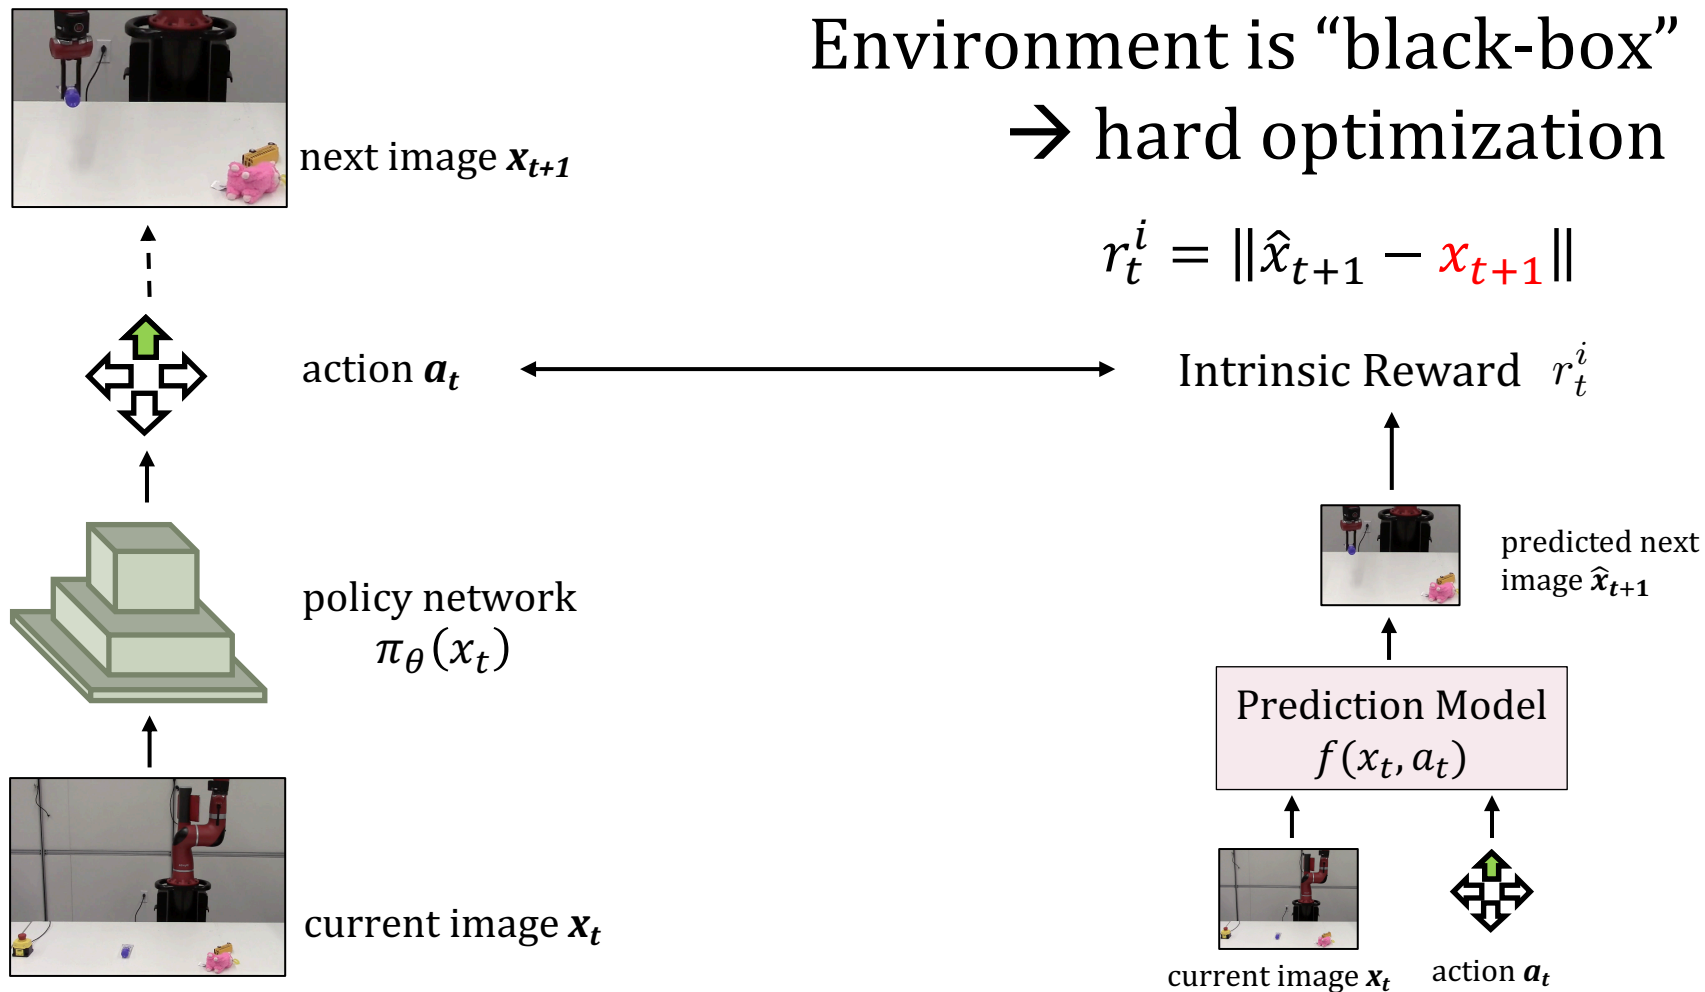 Environment is “black-box”
→ hard optimization
next image x_{t+1}
r_t^i = ‖x̂_{t+1} − x_{t+1}‖
action a_t
Intrinsic Reward r_t^i
predicted next
image x̂_{t+1}
policy network
π_θ(x_t)
Prediction Model
f(x_t, a_t)
current image x_t
current image x_t
action a_t